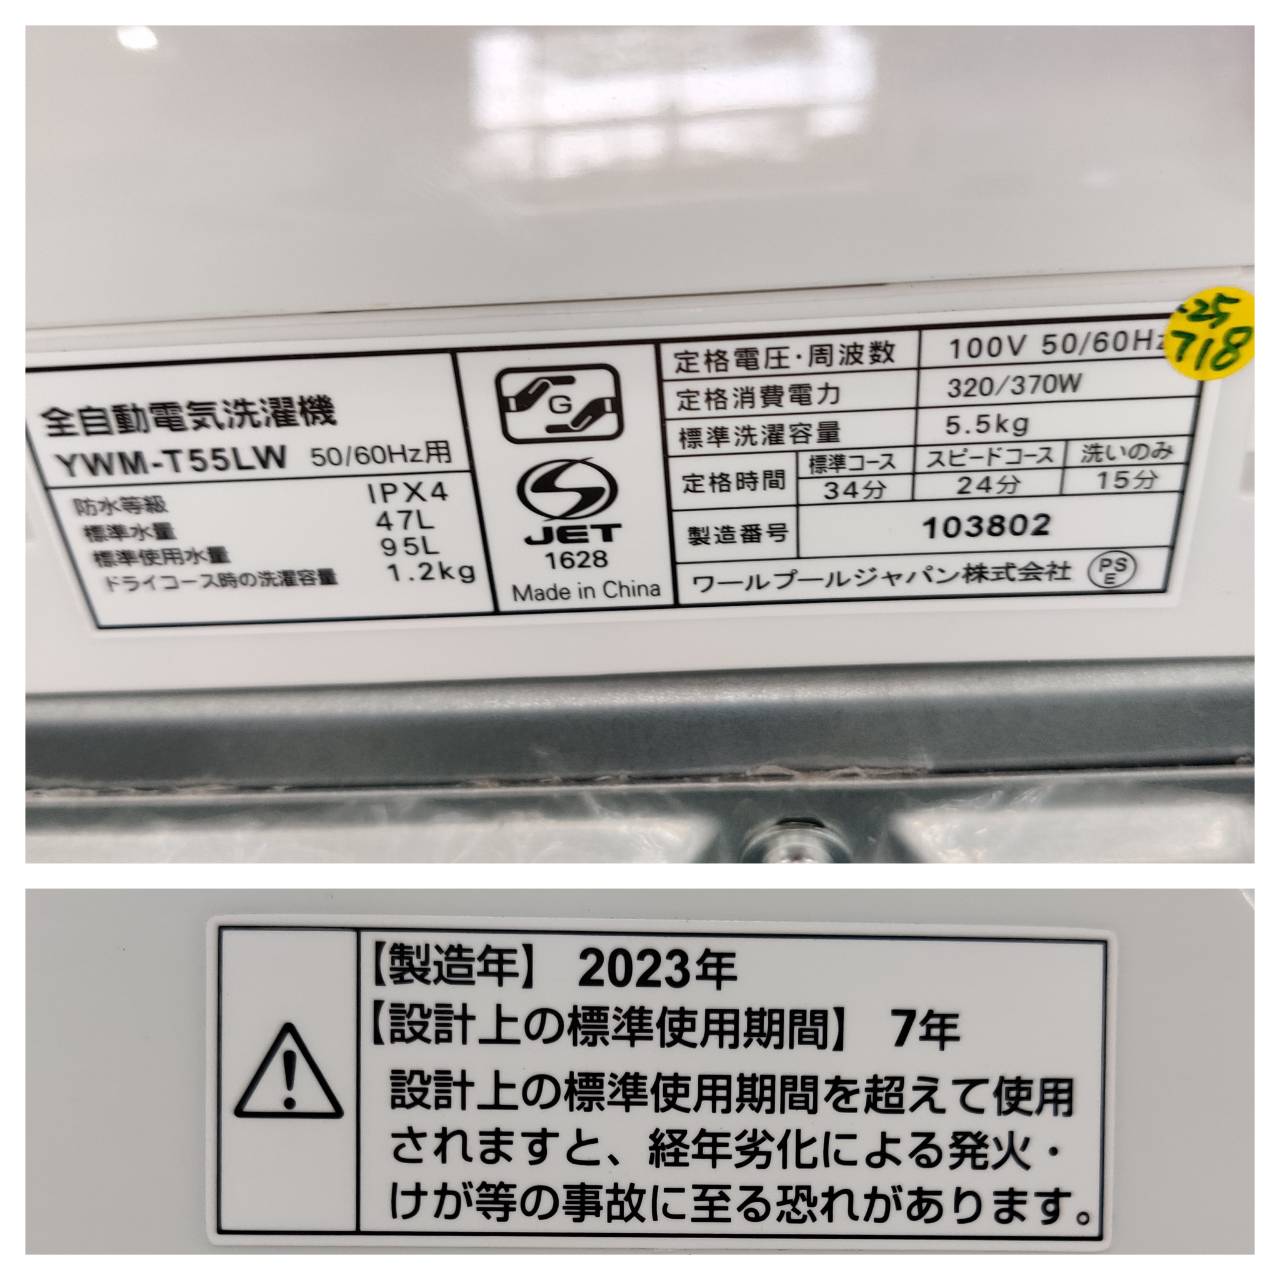 全自動電気洗濯機
YWM-T55LW 50/60Hz用
防水等級 IPX4
標準水量 47L
標準使用水量 95L
ドライコース時の洗濯容量 1.2kg
G
JET
1628
Made in China
定格電圧・周波数 100V 50/60Hz
定格消費電力 320/370W
標準洗濯容量 5.5kg
定格時間 標準コース スピードコース 洗いのみ
34分 24分 15分
製造番号 103802
ワールプールジャパン株式会社 PSE
.25
718
【製造年】 2023年
【設計上の標準使用期間】 7年
設計上の標準使用期間を超えて使用
されますと、経年劣化による発火・
けが等の事故に至る恐れがあります。